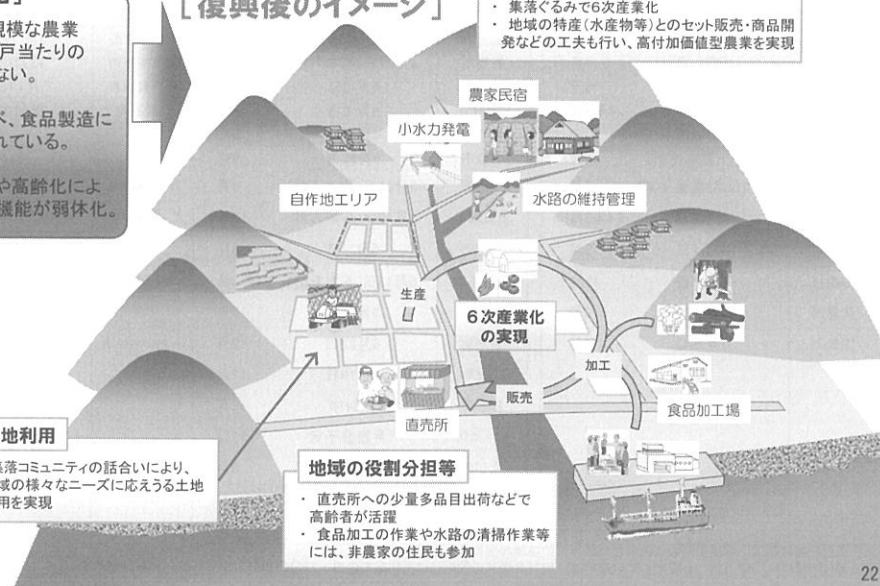 [復興後のイメージ]
規模な農業
戸当たりの
ない。
べ、食品製造に
れている。
や高齢化によ
機能が弱体化。
・ 集落ぐるみで6次産業化
・ 地域の特産(水産物等)とのセット販売・商品開
発などの工夫も行い、高付加価値型農業を実現
農家民宿
小水力発電
自作地エリア
水路の維持管理
生産
6次産業化
の実現
加工
販売
直売所
食品加工場
地利用
集落コミュニティの話合いにより、
域の様々なニーズに応えうる土地
用を実現
地域の役割分担等
・ 直売所への少量多品目出荷などで
高齢者が活躍
・ 食品加工の作業や水路の清掃作業等
には、非農家の住民も参加
22